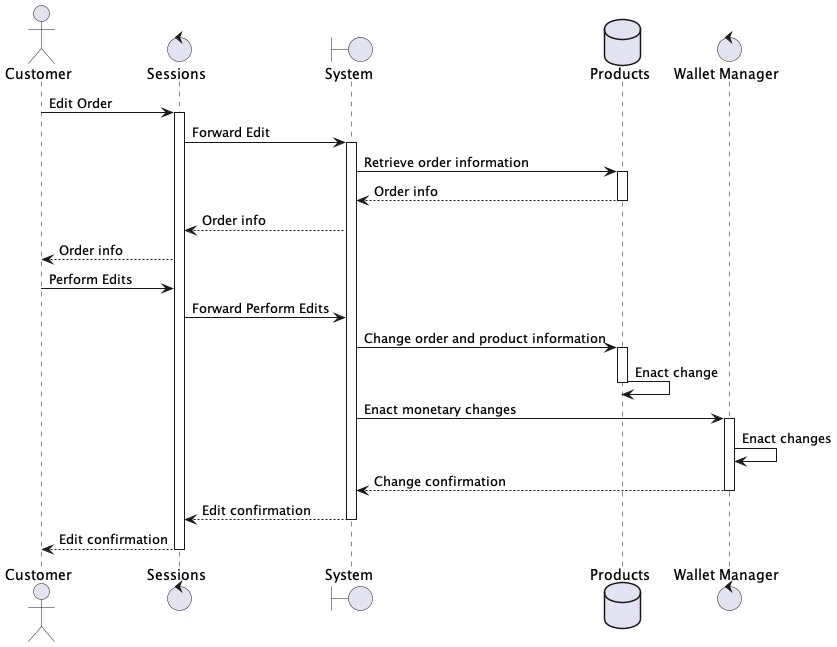 Customer
Sessions
System
Products
Wallet Manager
Edit Order
Forward Edit
Retrieve order information
Order info
Order info
Order info
Perform Edits
Forward Perform Edits
Change order and product information
Enact change
Enact monetary changes
Enact changes
Change confirmation
Edit confirmation
Edit confirmation
Customer
Sessions
System
Products
Wallet Manager